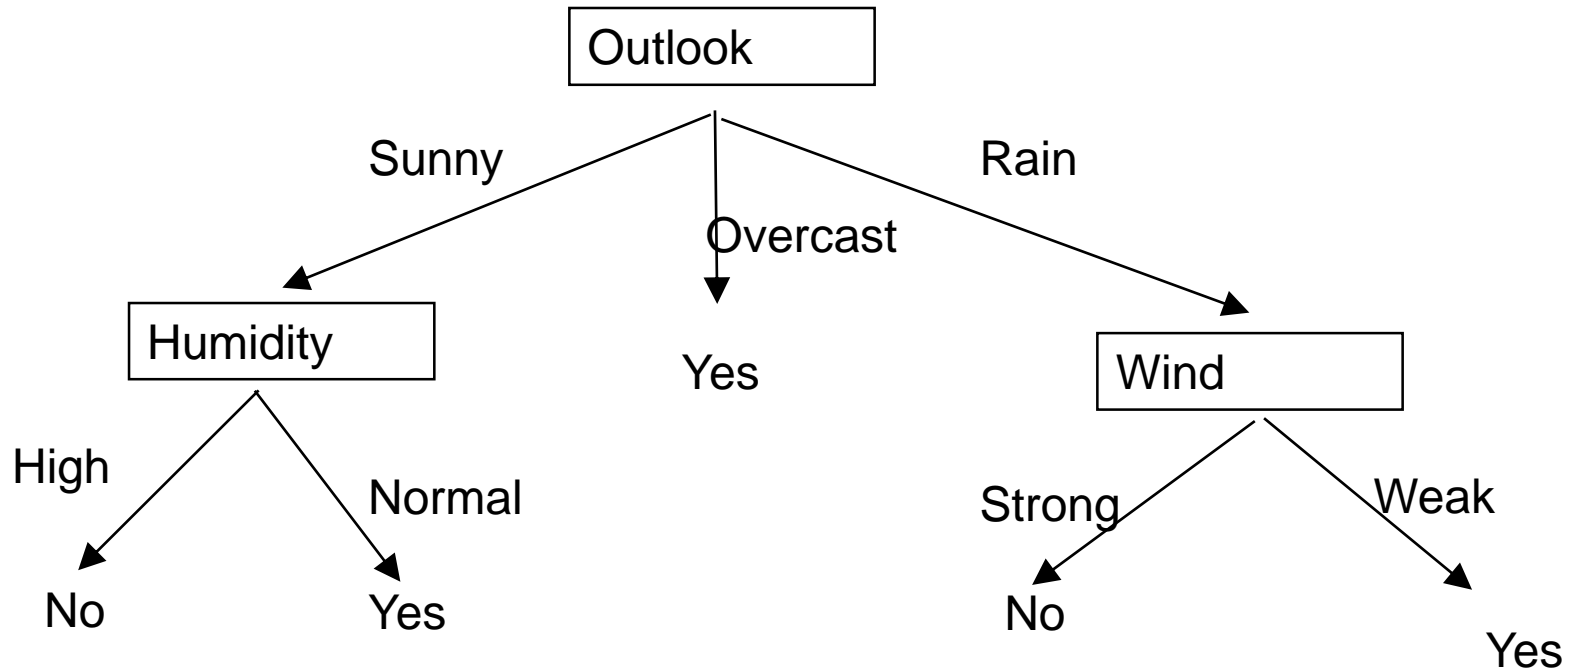 Outlook
Sunny
Rain
Overcast
Humidity
Yes
Wind
High
Normal
Strong
Weak
No
Yes
No
Yes